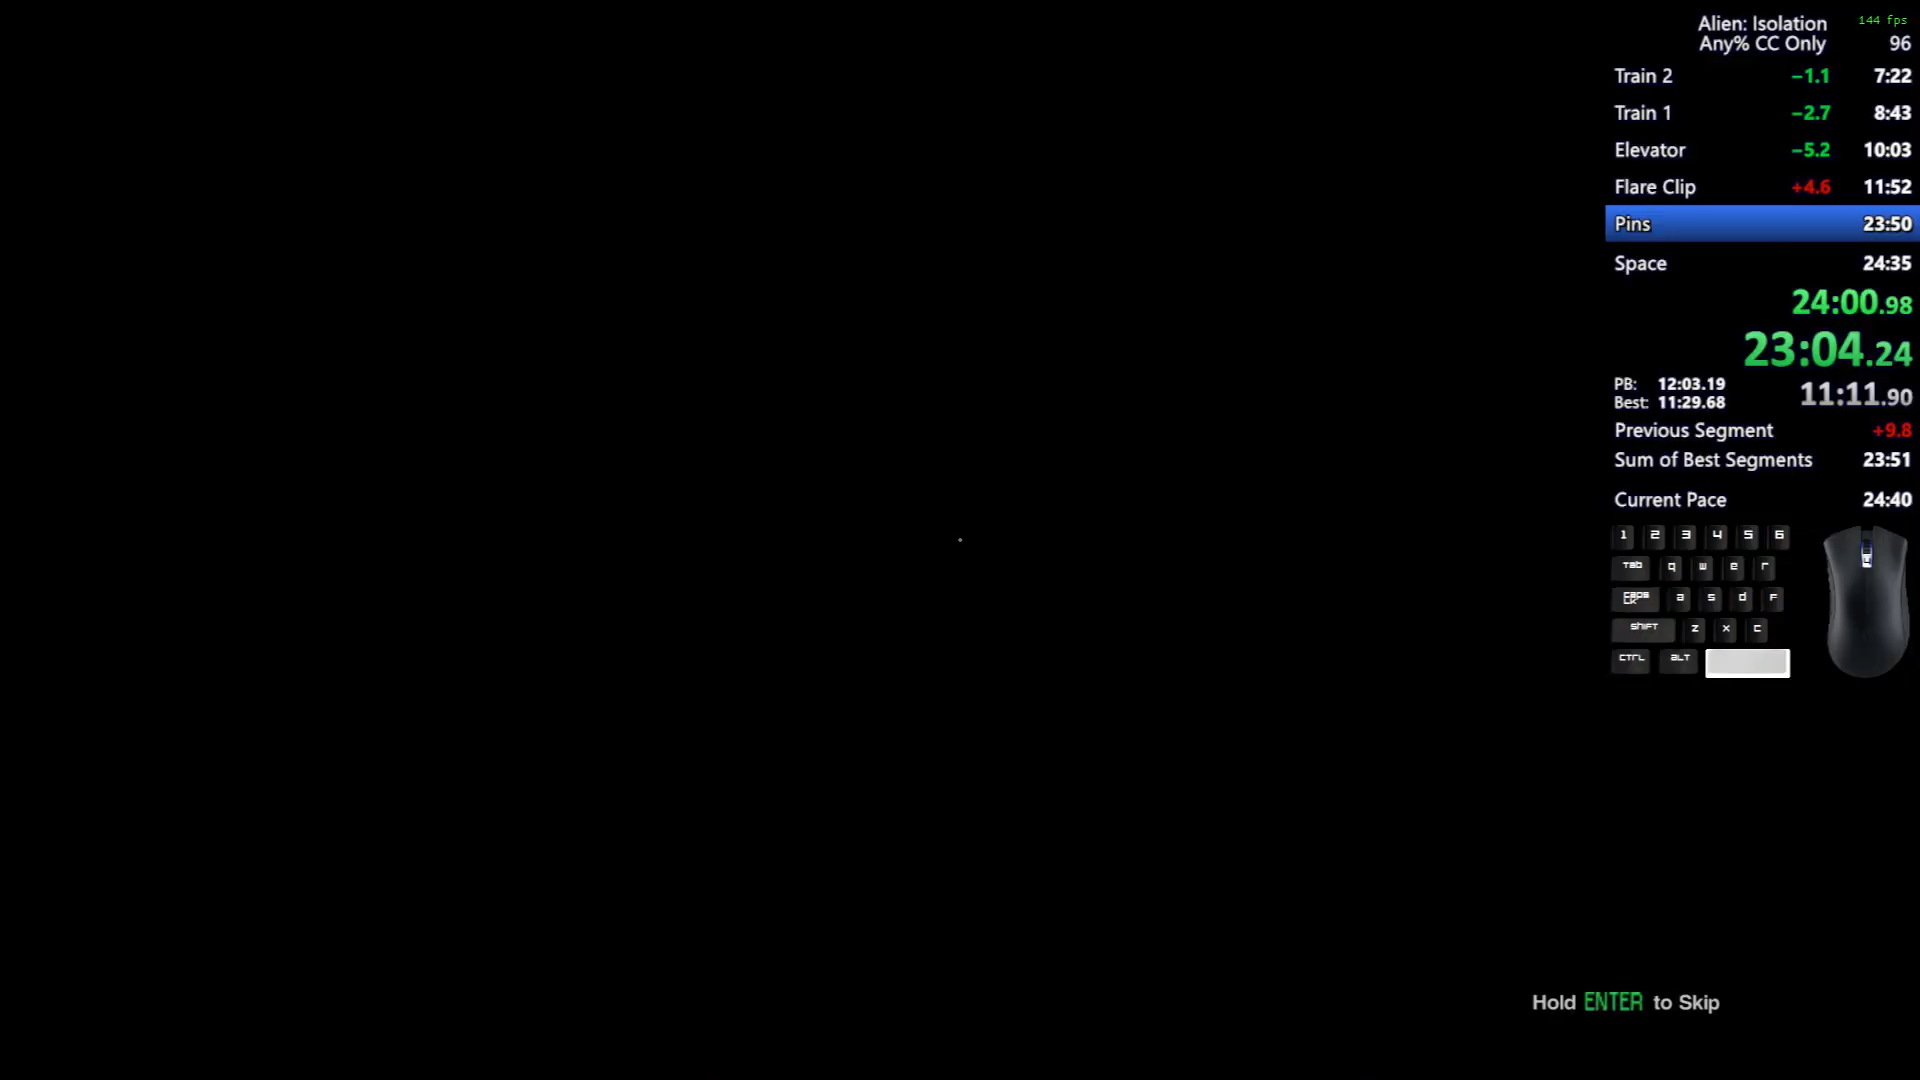 Alien: Isolation
144 fps
Any% CC Only 96
Train 2 −1.1 7:22
Train 1 −2.7 8:43
Elevator −5.2 10:03
Flare Clip +4.6 11:52
Pins 23:50
Space 24:35
24:00.98
23:04.24
PB: 12:03.19
Best: 11:29.68
11:11.90
Previous Segment +9.8
Sum of Best Segments 23:51
Current Pace 24:40
1 2 3 4 5 6
Tab q w e r
caps LK a s d F
shift z x c
CTRL ALT
Hold ENTER to Skip